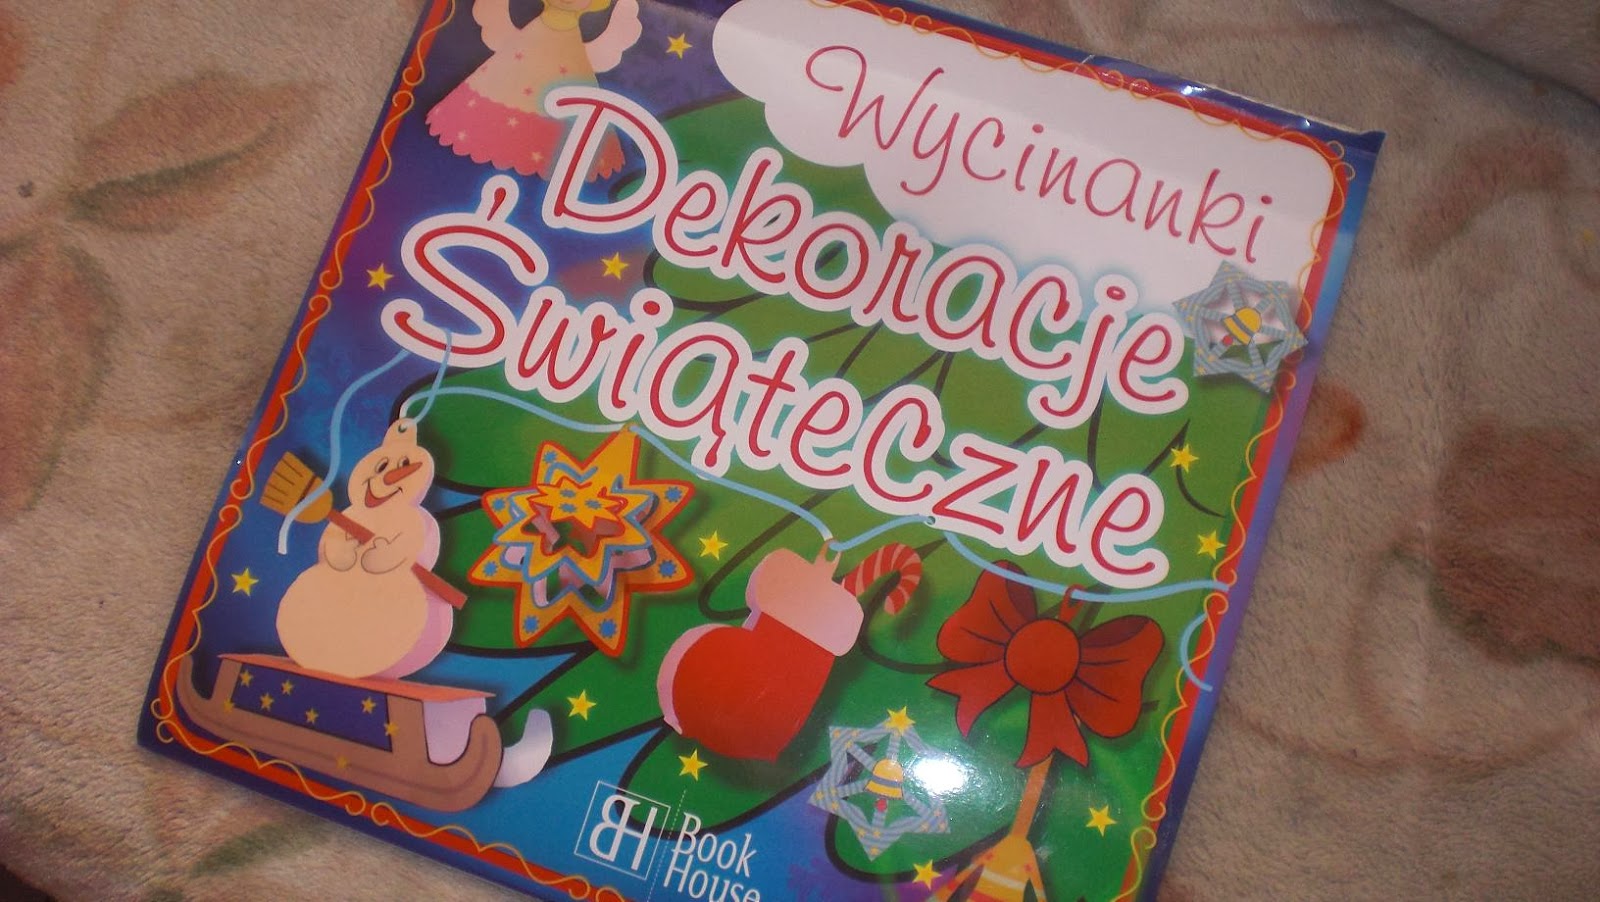 Wycinanki
Dekoracje
Świąteczne
BH
Book
House